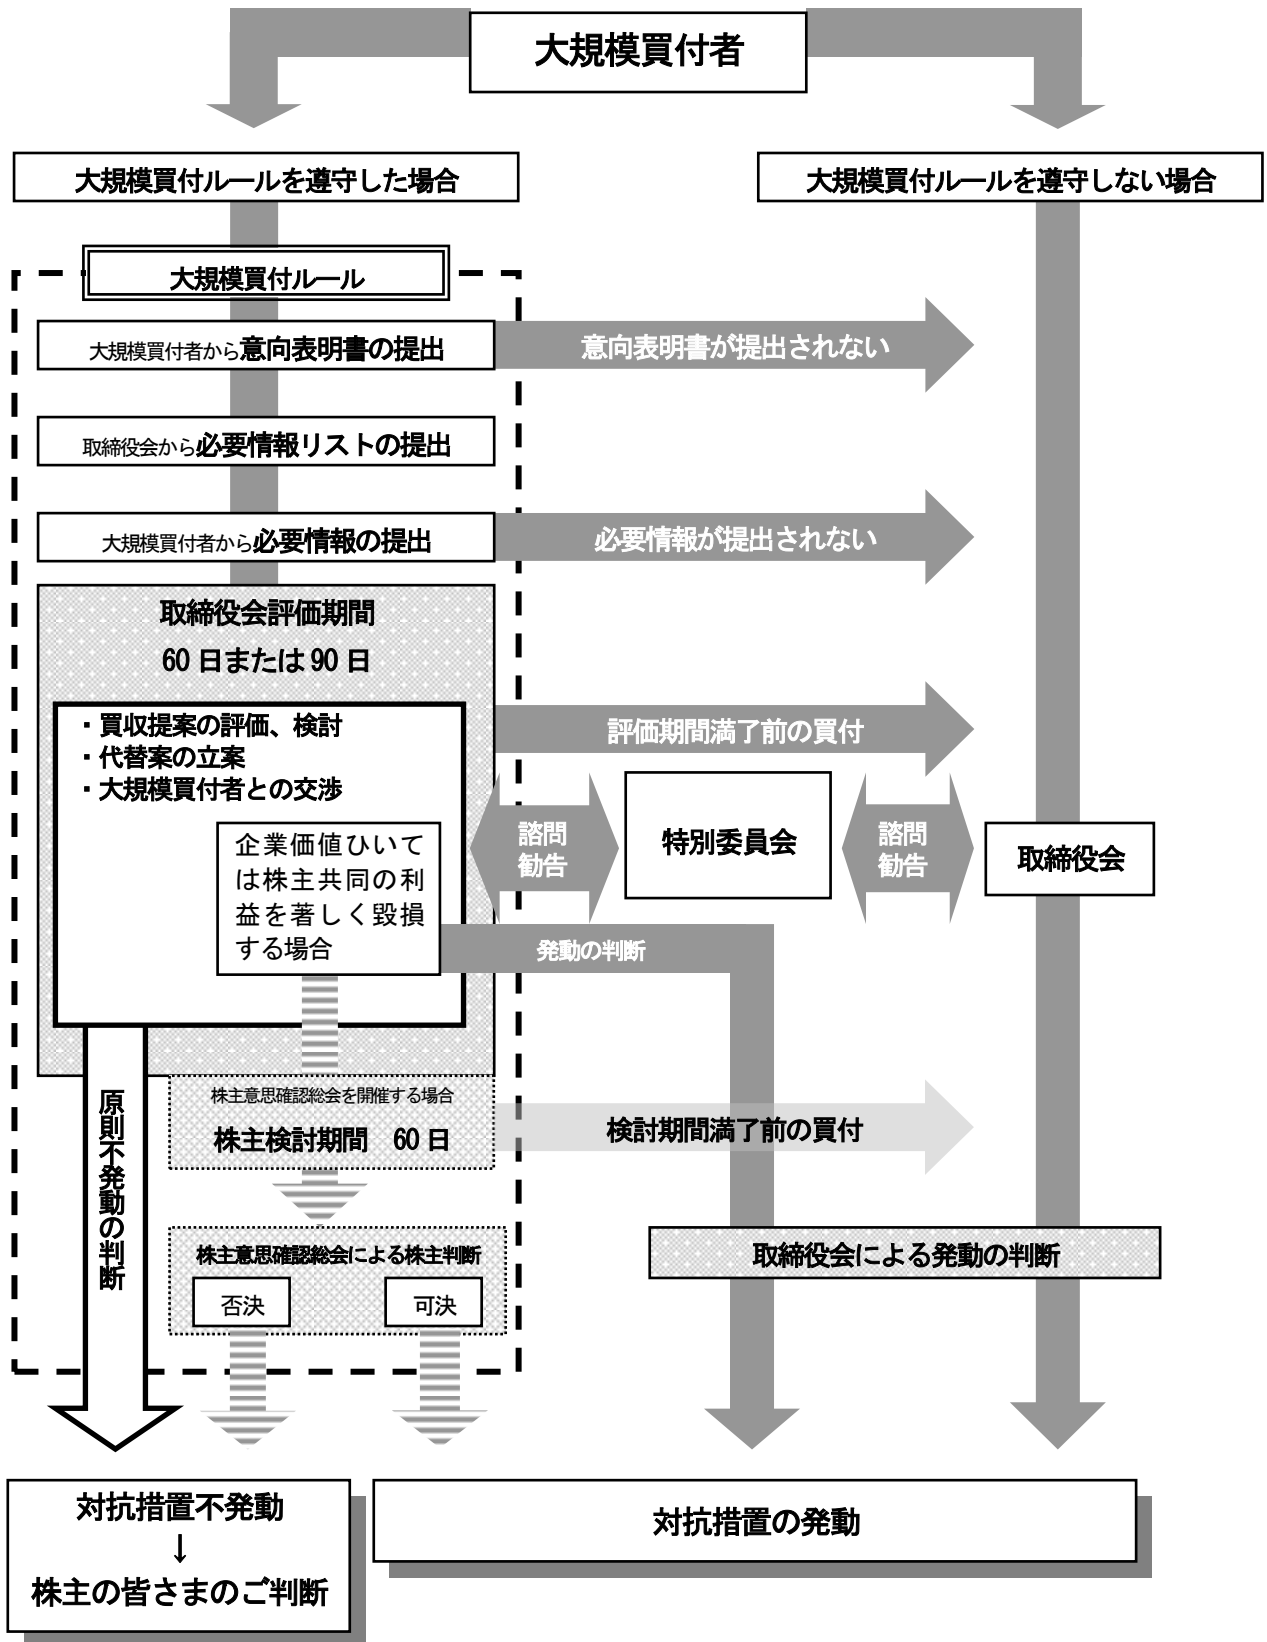 大規模買付者
大規模買付ルールを遵守した場合
大規模買付ルールを遵守しない場合
大規模買付ルール
大規模買付者から意向表明書の提出
意向表明書が提出されない
取締役会から必要情報リストの提出
大規模買付者から必要情報の提出
必要情報が提出されない
取締役会評価期間
60 日または 90 日
・買収提案の評価、検討
・代替案の立案
・大規模買付者との交渉
評価期間満了前の買付
企業価値ひいて
は株主共同の利
益を著しく毀損
する場合
諮問
勧告
特別委員会
諮問
勧告
取締役会
発動の判断
原則不発動の判断
株主意思確認総会を開催する場合
株主検討期間　60 日
検討期間満了前の買付
株主意思確認総会による株主判断
否決
可決
取締役会による発動の判断
対抗措置不発動
↓
株主の皆さまのご判断
対抗措置の発動